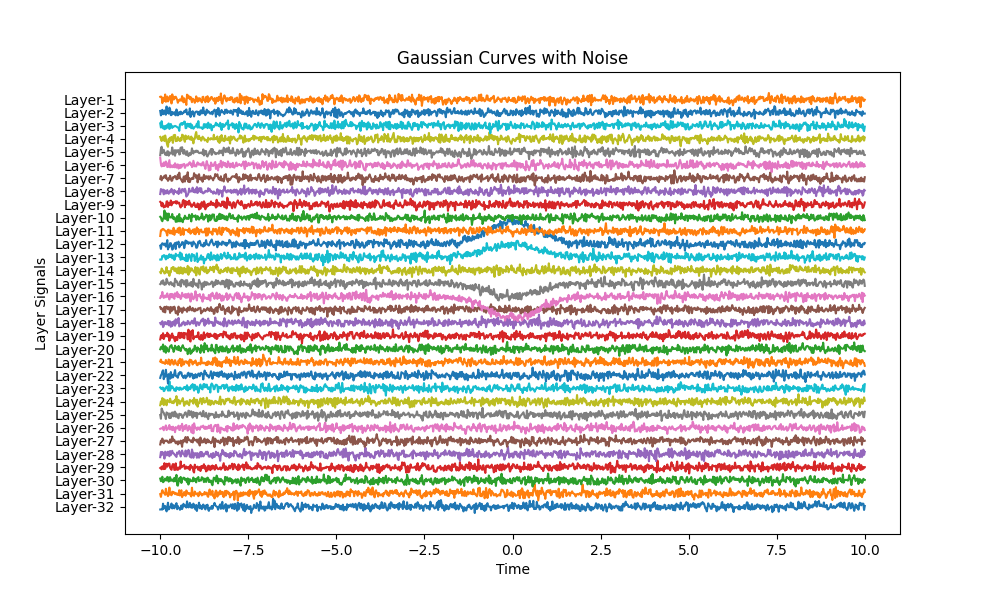 Gaussian Curves with Noise
Layer-1
Layer-2
Layer-3
Layer-4
Layer-5
Layer-6
Layer-7
Layer-8
Layer-9
Layer-10
Layer-11
Layer-12
Layer-13
Layer-14
Layer-15
Layer-16
Layer-17
Layer-18
Layer-19
Layer-20
Layer-21
Layer-22
Layer-23
Layer-24
Layer-25
Layer-26
Layer-27
Layer-28
Layer-29
Layer-30
Layer-31
Layer-32
Layer Signals
−10.0 −7.5 −5.0 −2.5 0.0 2.5 5.0 7.5 10.0
Time